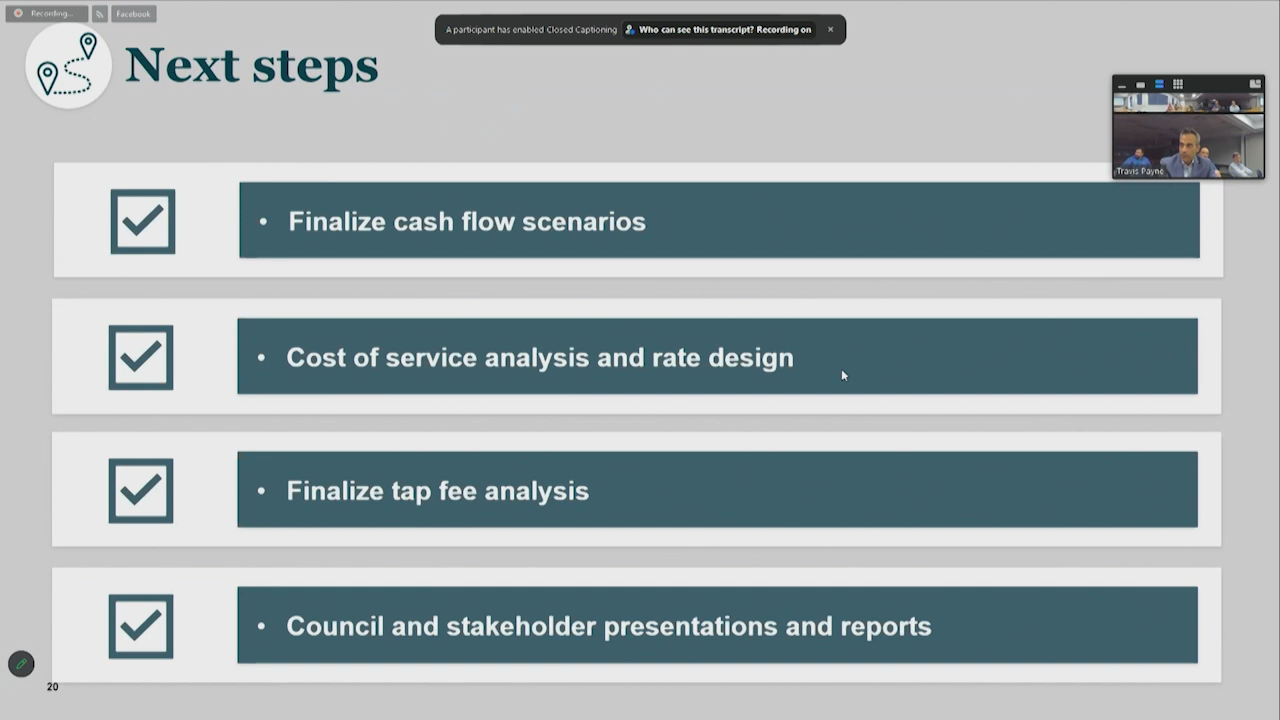 Recording...
Facebook
A participant has enabled Closed Captioning
Who can see this transcript? Recording on
Next steps
Travis Payne
• Finalize cash flow scenarios
• Cost of service analysis and rate design
• Finalize tap fee analysis
• Council and stakeholder presentations and reports
20